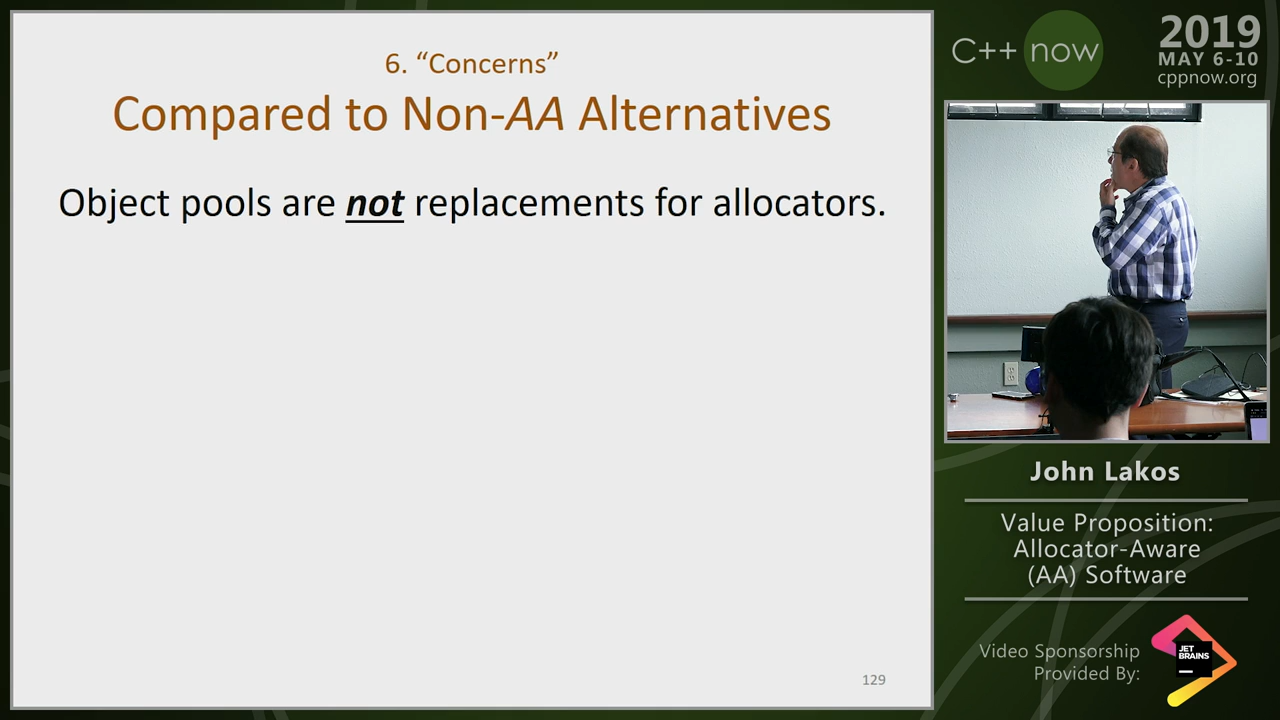 6. “Concerns”
Compared to Non-AA Alternatives
Object pools are not replacements for allocators.
129
C++ now
2019
MAY 6-10
cppnow.org
John Lakos
Value Proposition:
Allocator-Aware
(AA) Software
Video Sponsorship
Provided By:
JET
BRAINS